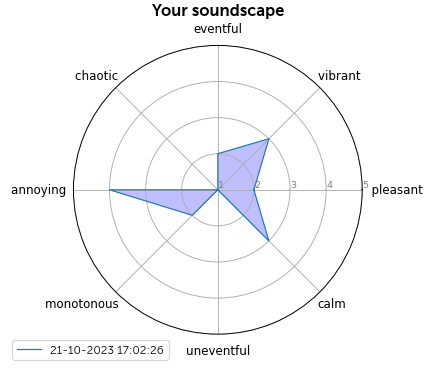 Your soundscape
eventful
chaotic
vibrant
annoying
1
2
3
4
5
pleasant
monotonous
calm
21-10-2023 17:02:26
uneventful